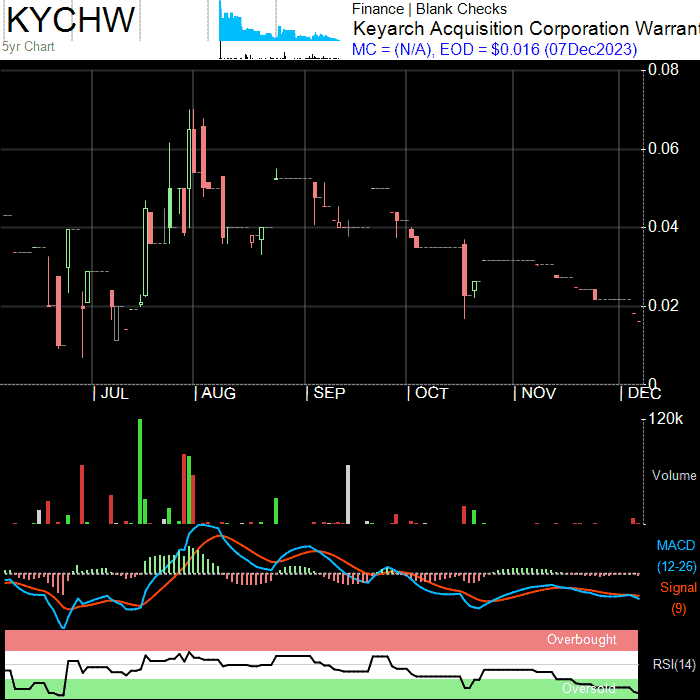 KYCHW
5yr Chart
Finance | Blank Checks
Keyarch Acquisition Corporation Warrant
MC = (N/A), EOD = $0.016 (07Dec2023)
0.08
0.06
0.04
0.02
0
| JUL | AUG | SEP | OCT | NOV | DEC
120k
Volume
MACD
(12-26)
Signal
(9)
Overbought
RSI(14)
Oversold